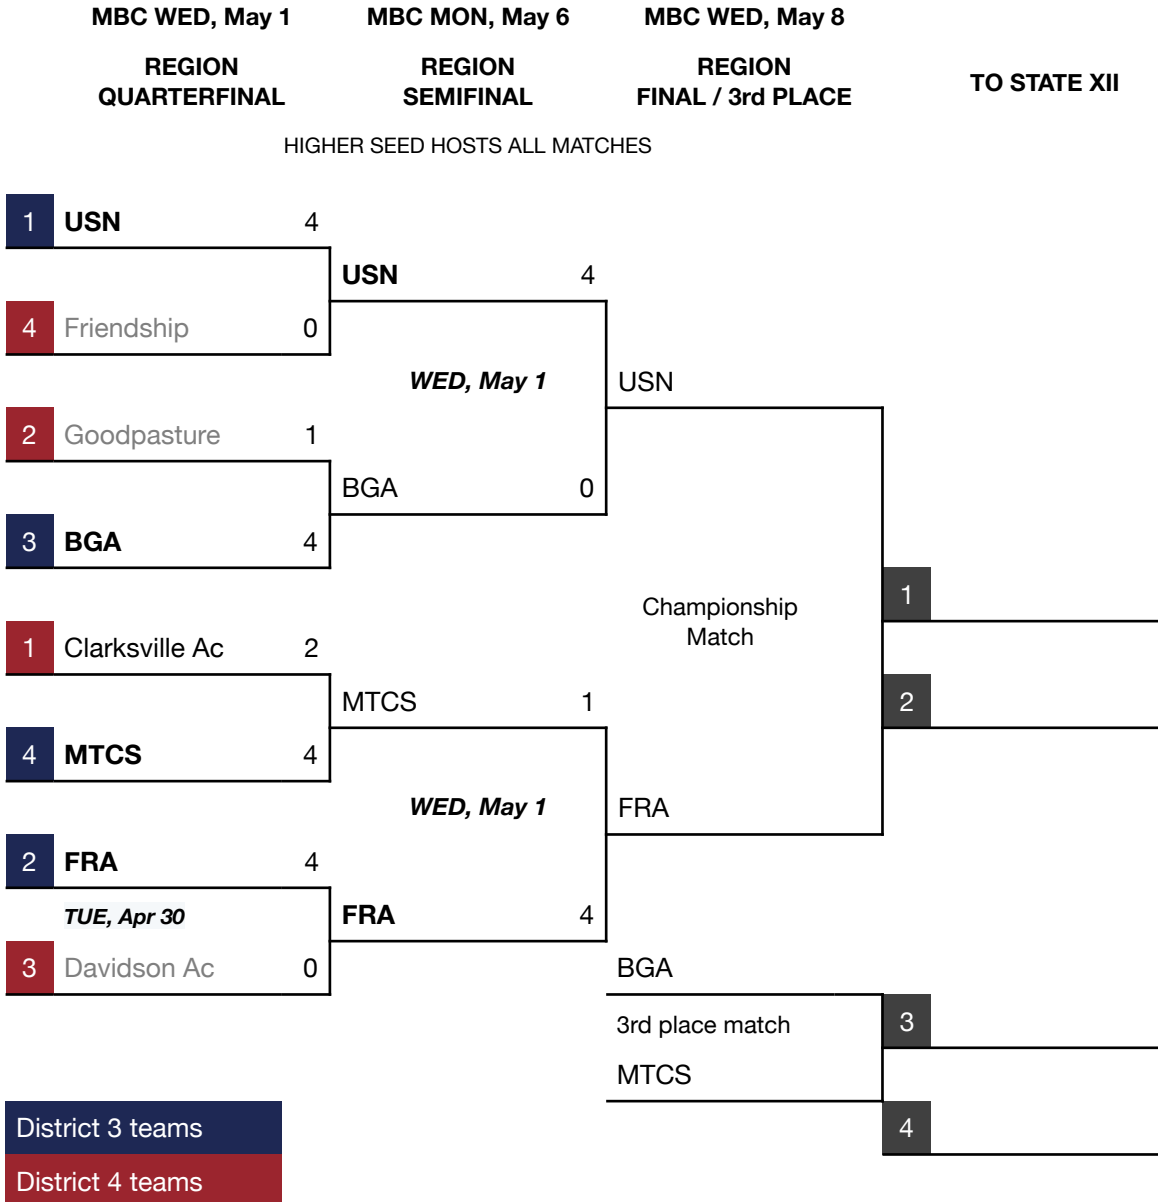 MBC WED, May 1 MBC MON, May 6 MBC WED, May 8
REGION QUARTERFINAL REGION SEMIFINAL REGION FINAL / 3rd PLACE TO STATE XII
HIGHER SEED HOSTS ALL MATCHES
1 USN 4
USN 4
4 Friendship 0
WED, May 1 USN
2 Goodpasture 1
BGA 0
3 BGA 4
1
Championship
Match
1 Clarksville Ac 2
MTCS 1 2
4 MTCS 4
WED, May 1 FRA
2 FRA 4
TUE, Apr 30 FRA 4
3 Davidson Ac 0 BGA
3rd place match 3
MTCS
District 3 teams 4
District 4 teams